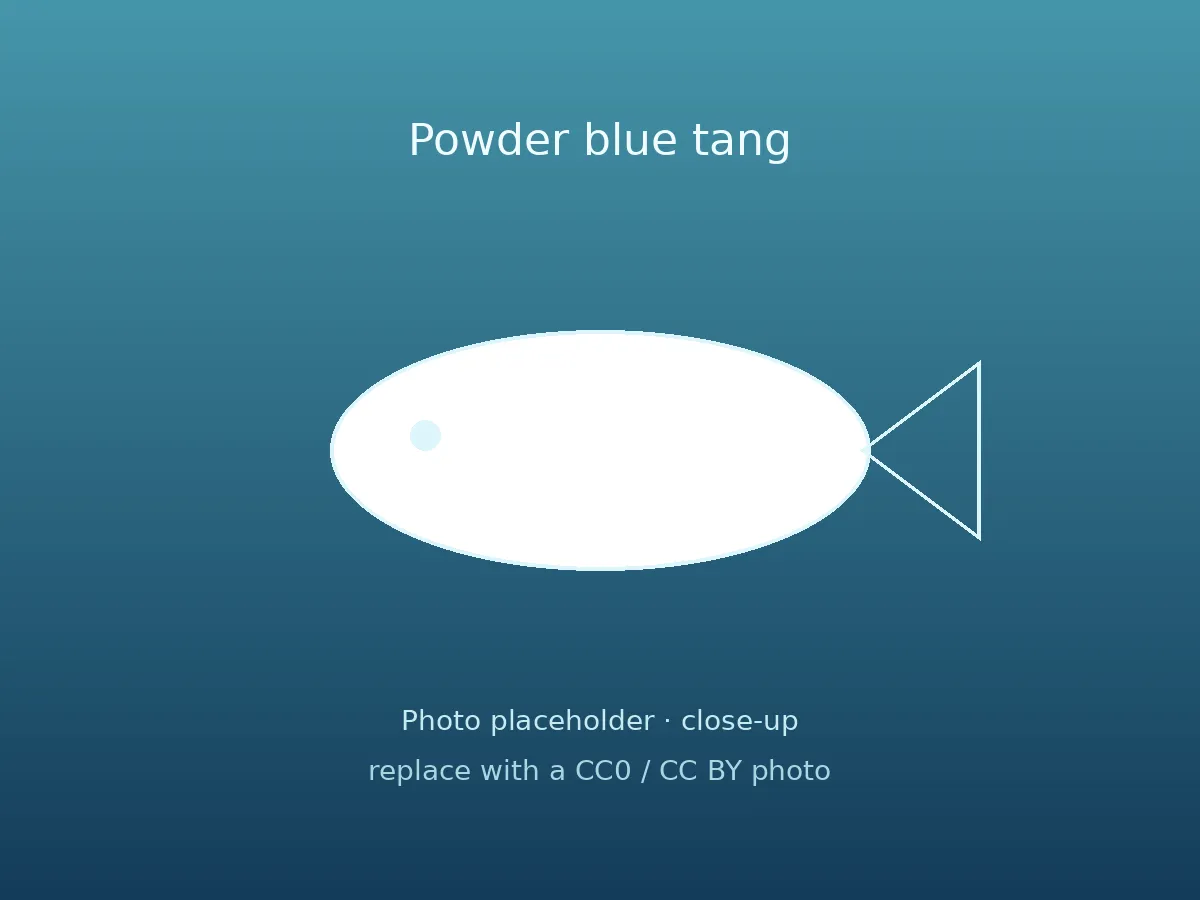 Powder blue tang
Photo placeholder · close-up
replace with a CC0 / CC BY photo